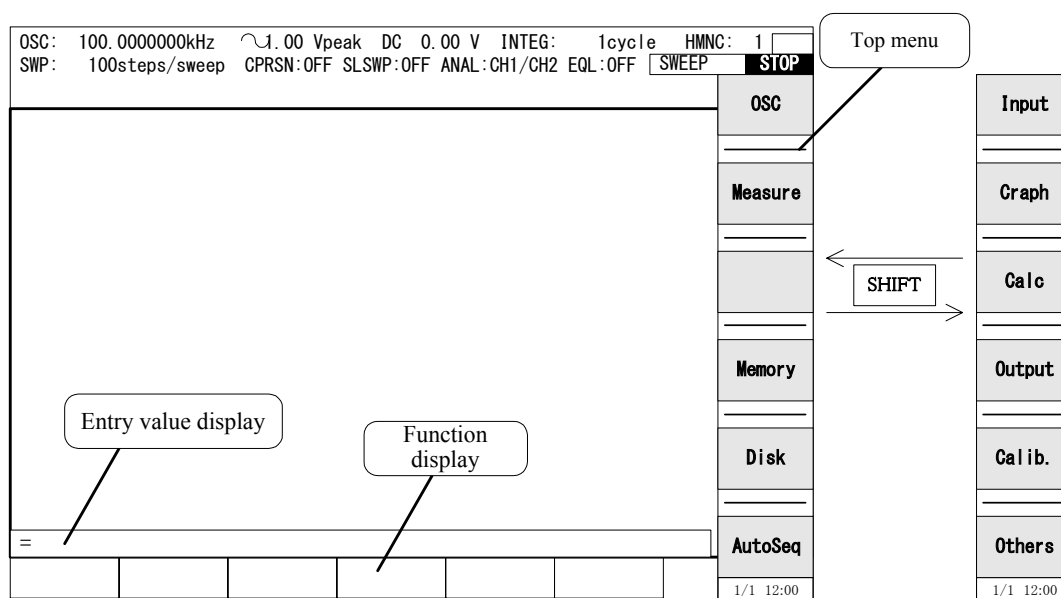 OSC: 100.0000000kHz 1.00 Vpeak DC 0.00 V INTEG: 1cycle HMNC: 1
SWP: 100steps/sweep CPRSN:OFF SLSWP:OFF ANAL:CH1/CH2 EQL:OFF SWEEP STOP
Top menu
OSC
Measure
Memory
Disk
AutoSeq
1/1 12:00
SHIFT
Input
Craph
Calc
Output
Calib.
Others
1/1 12:00
Entry value display
Function
display
=